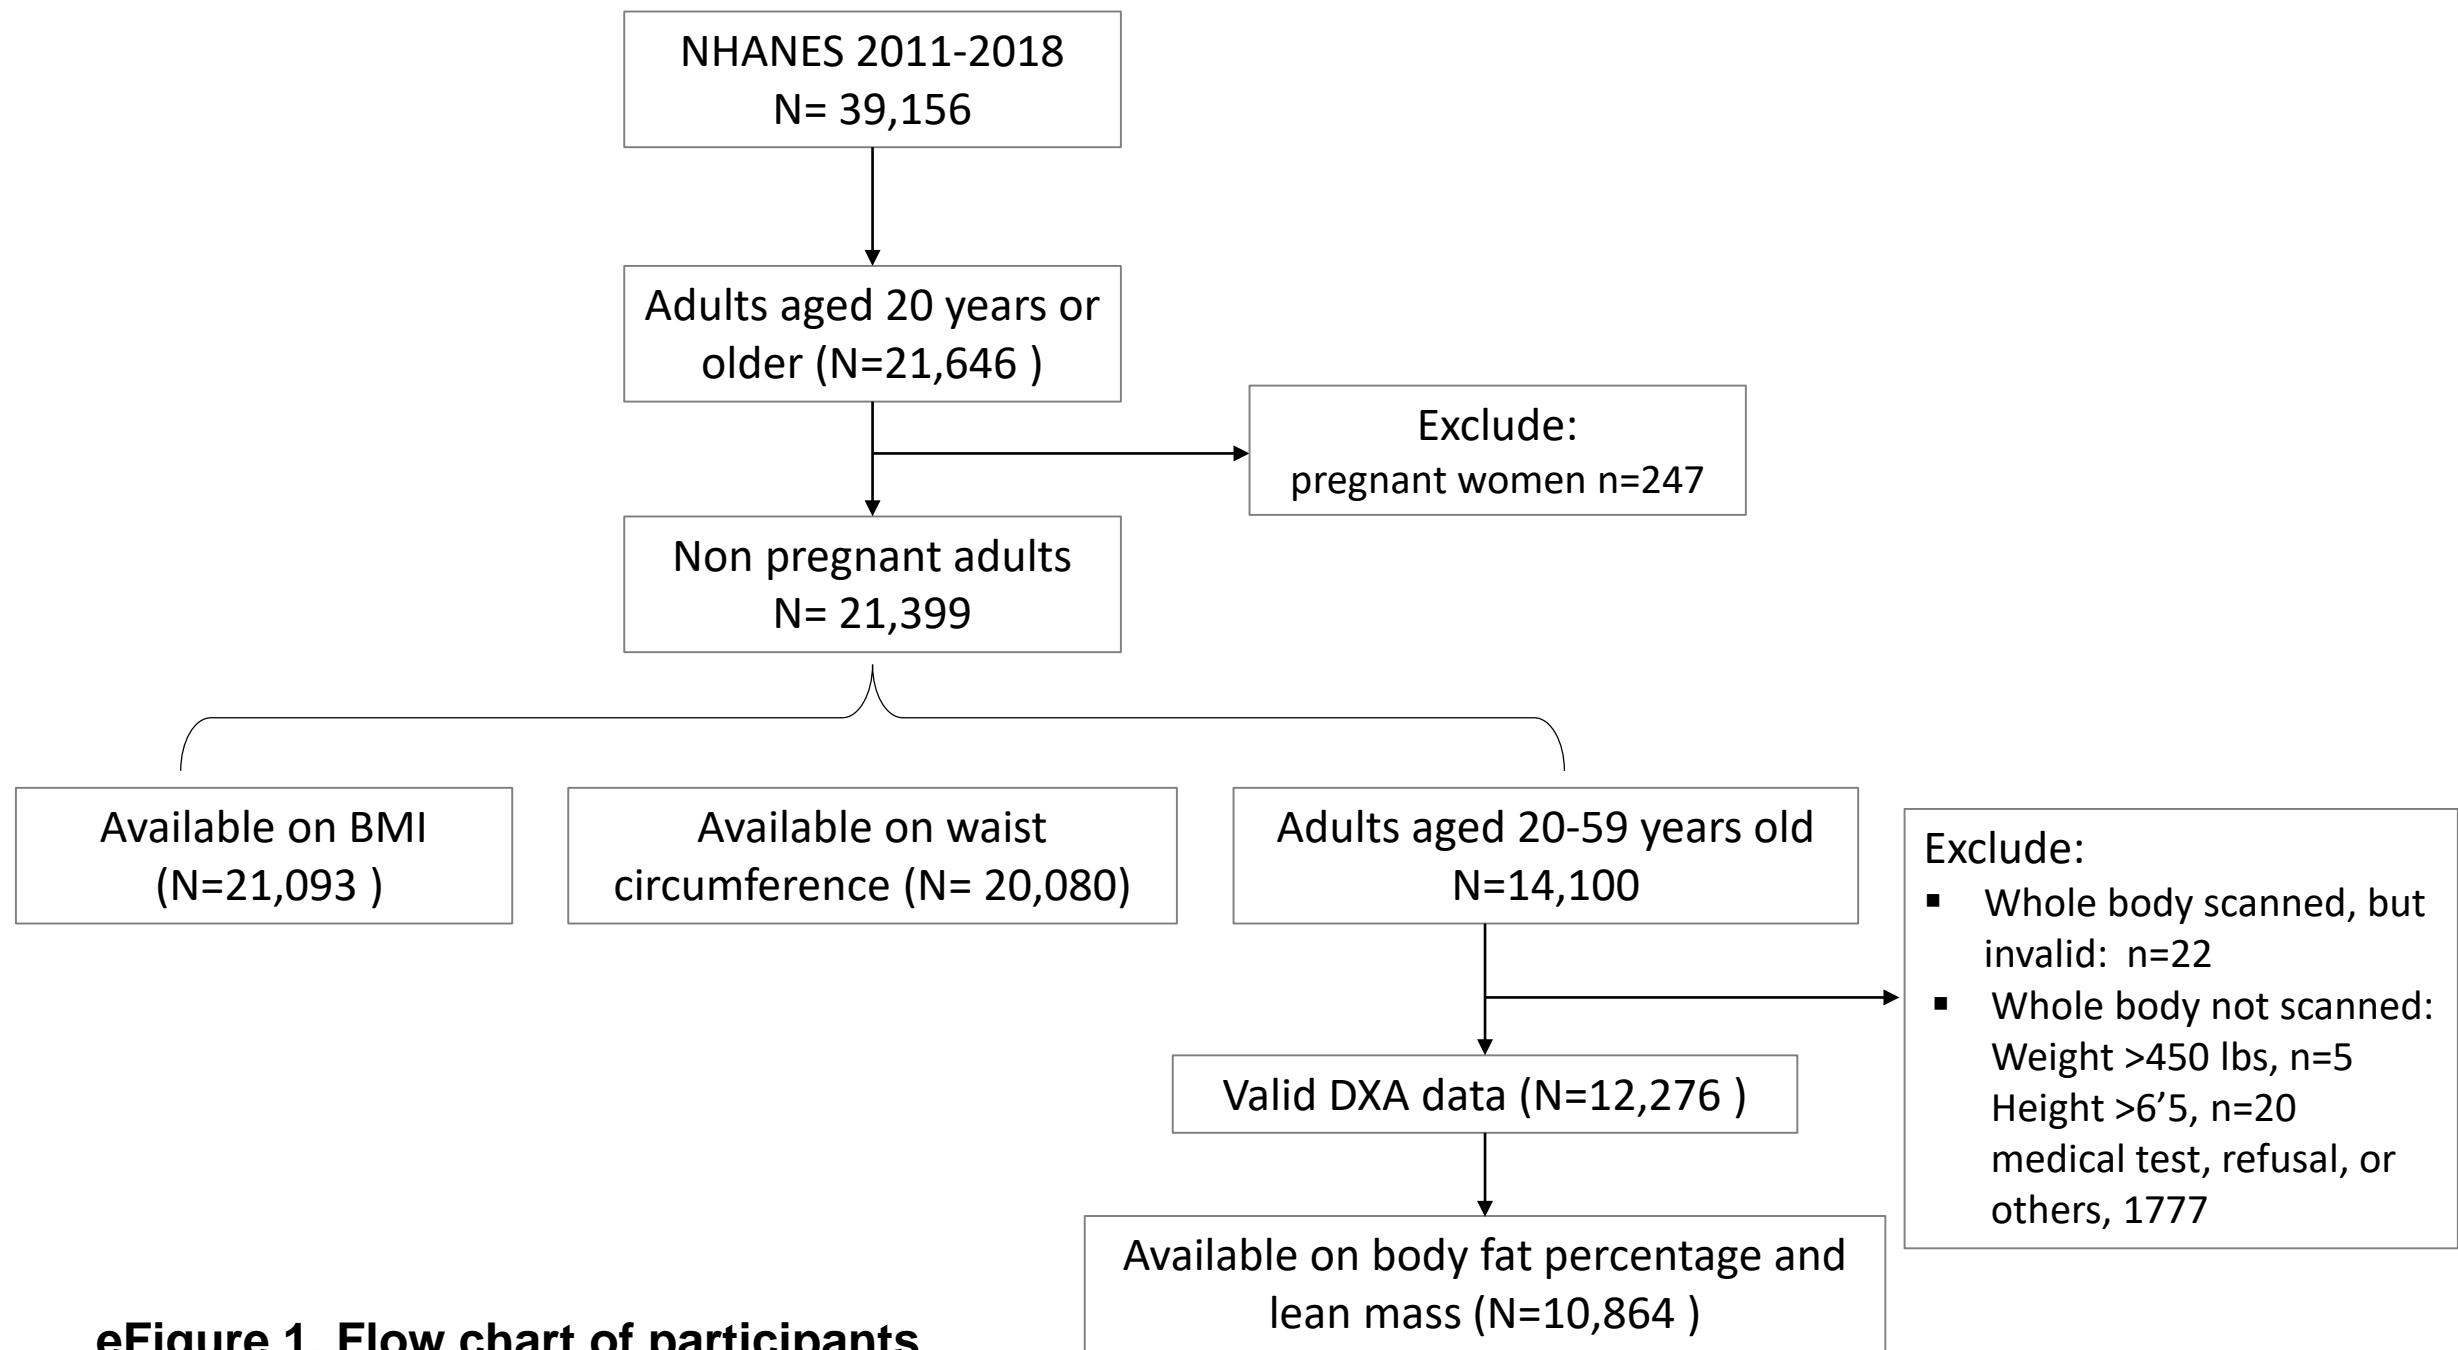 NHANES 2011-2018
N= 39,156
Adults aged 20 years or
older (N=21,646 )
Exclude:
pregnant women n=247
Non pregnant adults
N= 21,399
Available on BMI
(N=21,093 )
Available on waist
circumference (N= 20,080)
Adults aged 20-59 years old
N=14,100
Exclude:
▪ Whole body scanned, but
invalid:  n=22
▪ Whole body not scanned:
Weight >450 lbs, n=5
Height >6’5, n=20
medical test, refusal, or
others, 1777
Valid DXA data (N=12,276 )
Available on body fat percentage and
lean mass (N=10,864 )
eFigure 1. Flow chart of participants